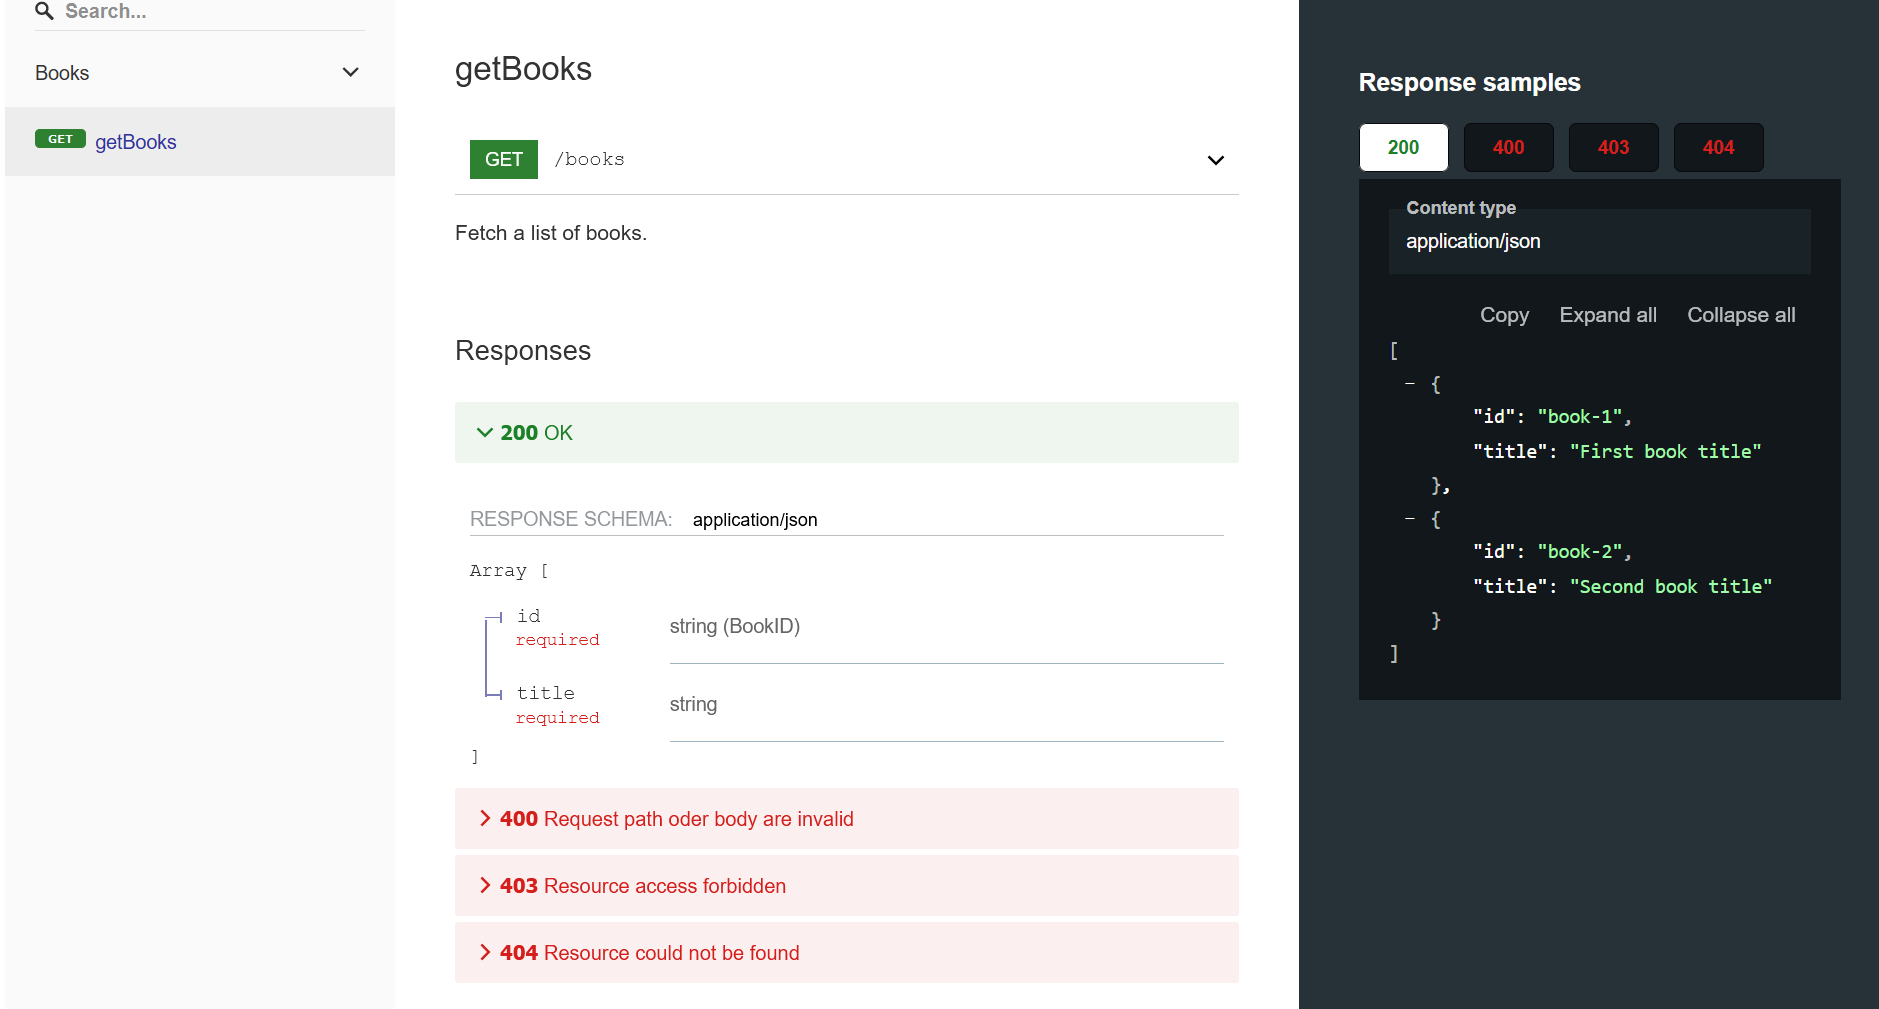 Search...
Books
GET getBooks
getBooks
GET /books
Fetch a list of books.
Responses
200 OK
RESPONSE SCHEMA: application/json
Array [
id
required
string (BookID)
title
required
string
]
400 Request path oder body are invalid
403 Resource access forbidden
404 Resource could not be found
Response samples
200 400 403 404
Content type
application/json
Copy Expand all Collapse all
[
- {
"id": "book-1",
"title": "First book title"
},
- {
"id": "book-2",
"title": "Second book title"
}
]